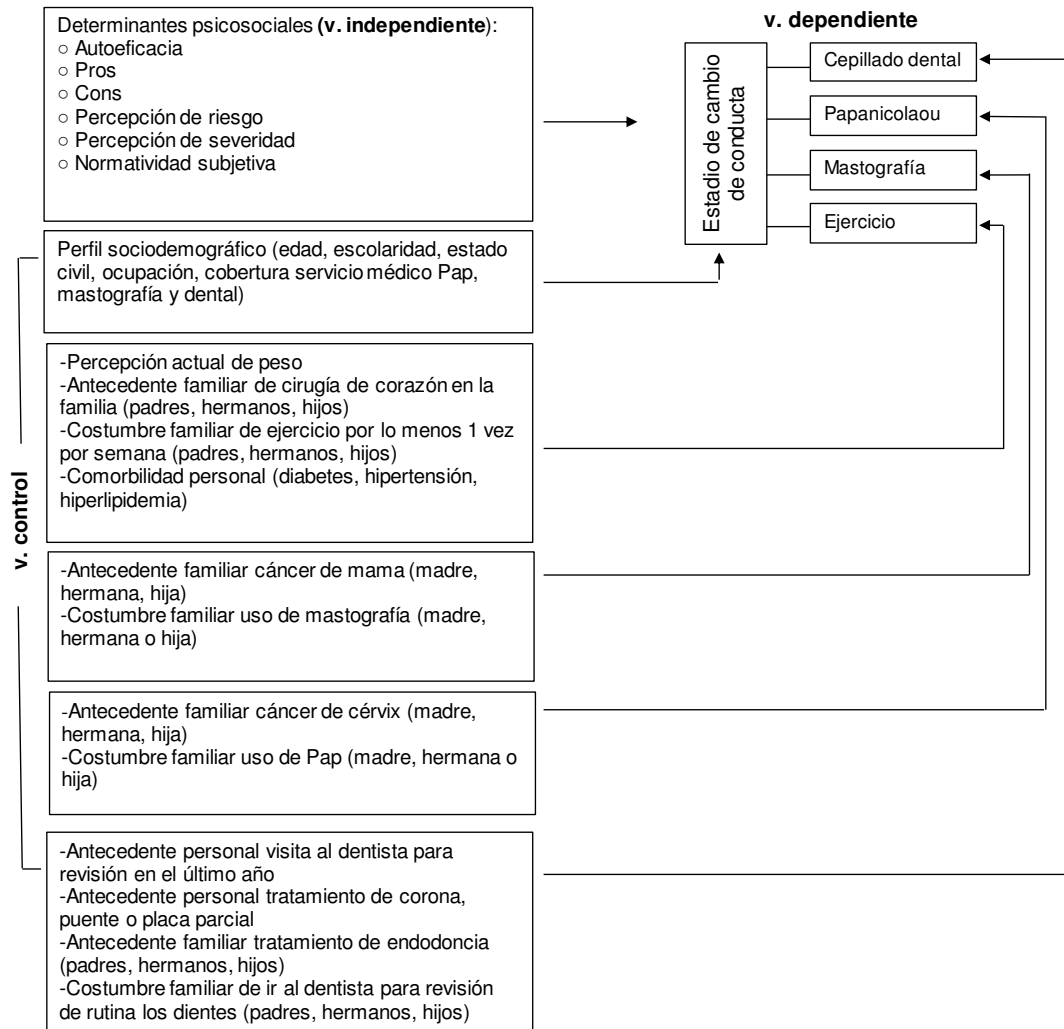 Determinantes psicosociales (v. independiente):
○ Autoeficacia
○ Pros
○ Cons
○ Percepción de riesgo
○ Percepción de severidad
○ Normatividad subjetiva
v. dependiente
Estadio de cambio
de conducta
Cepillado dental
Papanicolaou
Mastografía
Ejercicio
v. control
Perfil sociodemográfico (edad, escolaridad, estado
civil, ocupación, cobertura servicio médico Pap,
mastografía y dental)
-Percepción actual de peso
-Antecedente familiar de cirugía de corazón en la
familia (padres, hermanos, hijos)
-Costumbre familiar de ejercicio por lo menos 1 vez
por semana (padres, hermanos, hijos)
-Comorbilidad personal (diabetes, hipertensión,
hiperlipidemia)
-Antecedente familiar cáncer de mama (madre,
hermana, hija)
-Costumbre familiar uso de mastografía (madre,
hermana o hija)
-Antecedente familiar cáncer de cérvix (madre,
hermana, hija)
-Costumbre familiar uso de Pap (madre, hermana o
hija)
-Antecedente personal visita al dentista para
revisión en el último año
-Antecedente personal tratamiento de corona,
puente o placa parcial
-Antecedente familiar tratamiento de endodoncia
(padres, hermanos, hijos)
-Costumbre familiar de ir al dentista para revisión
de rutina los dientes (padres, hermanos, hijos)